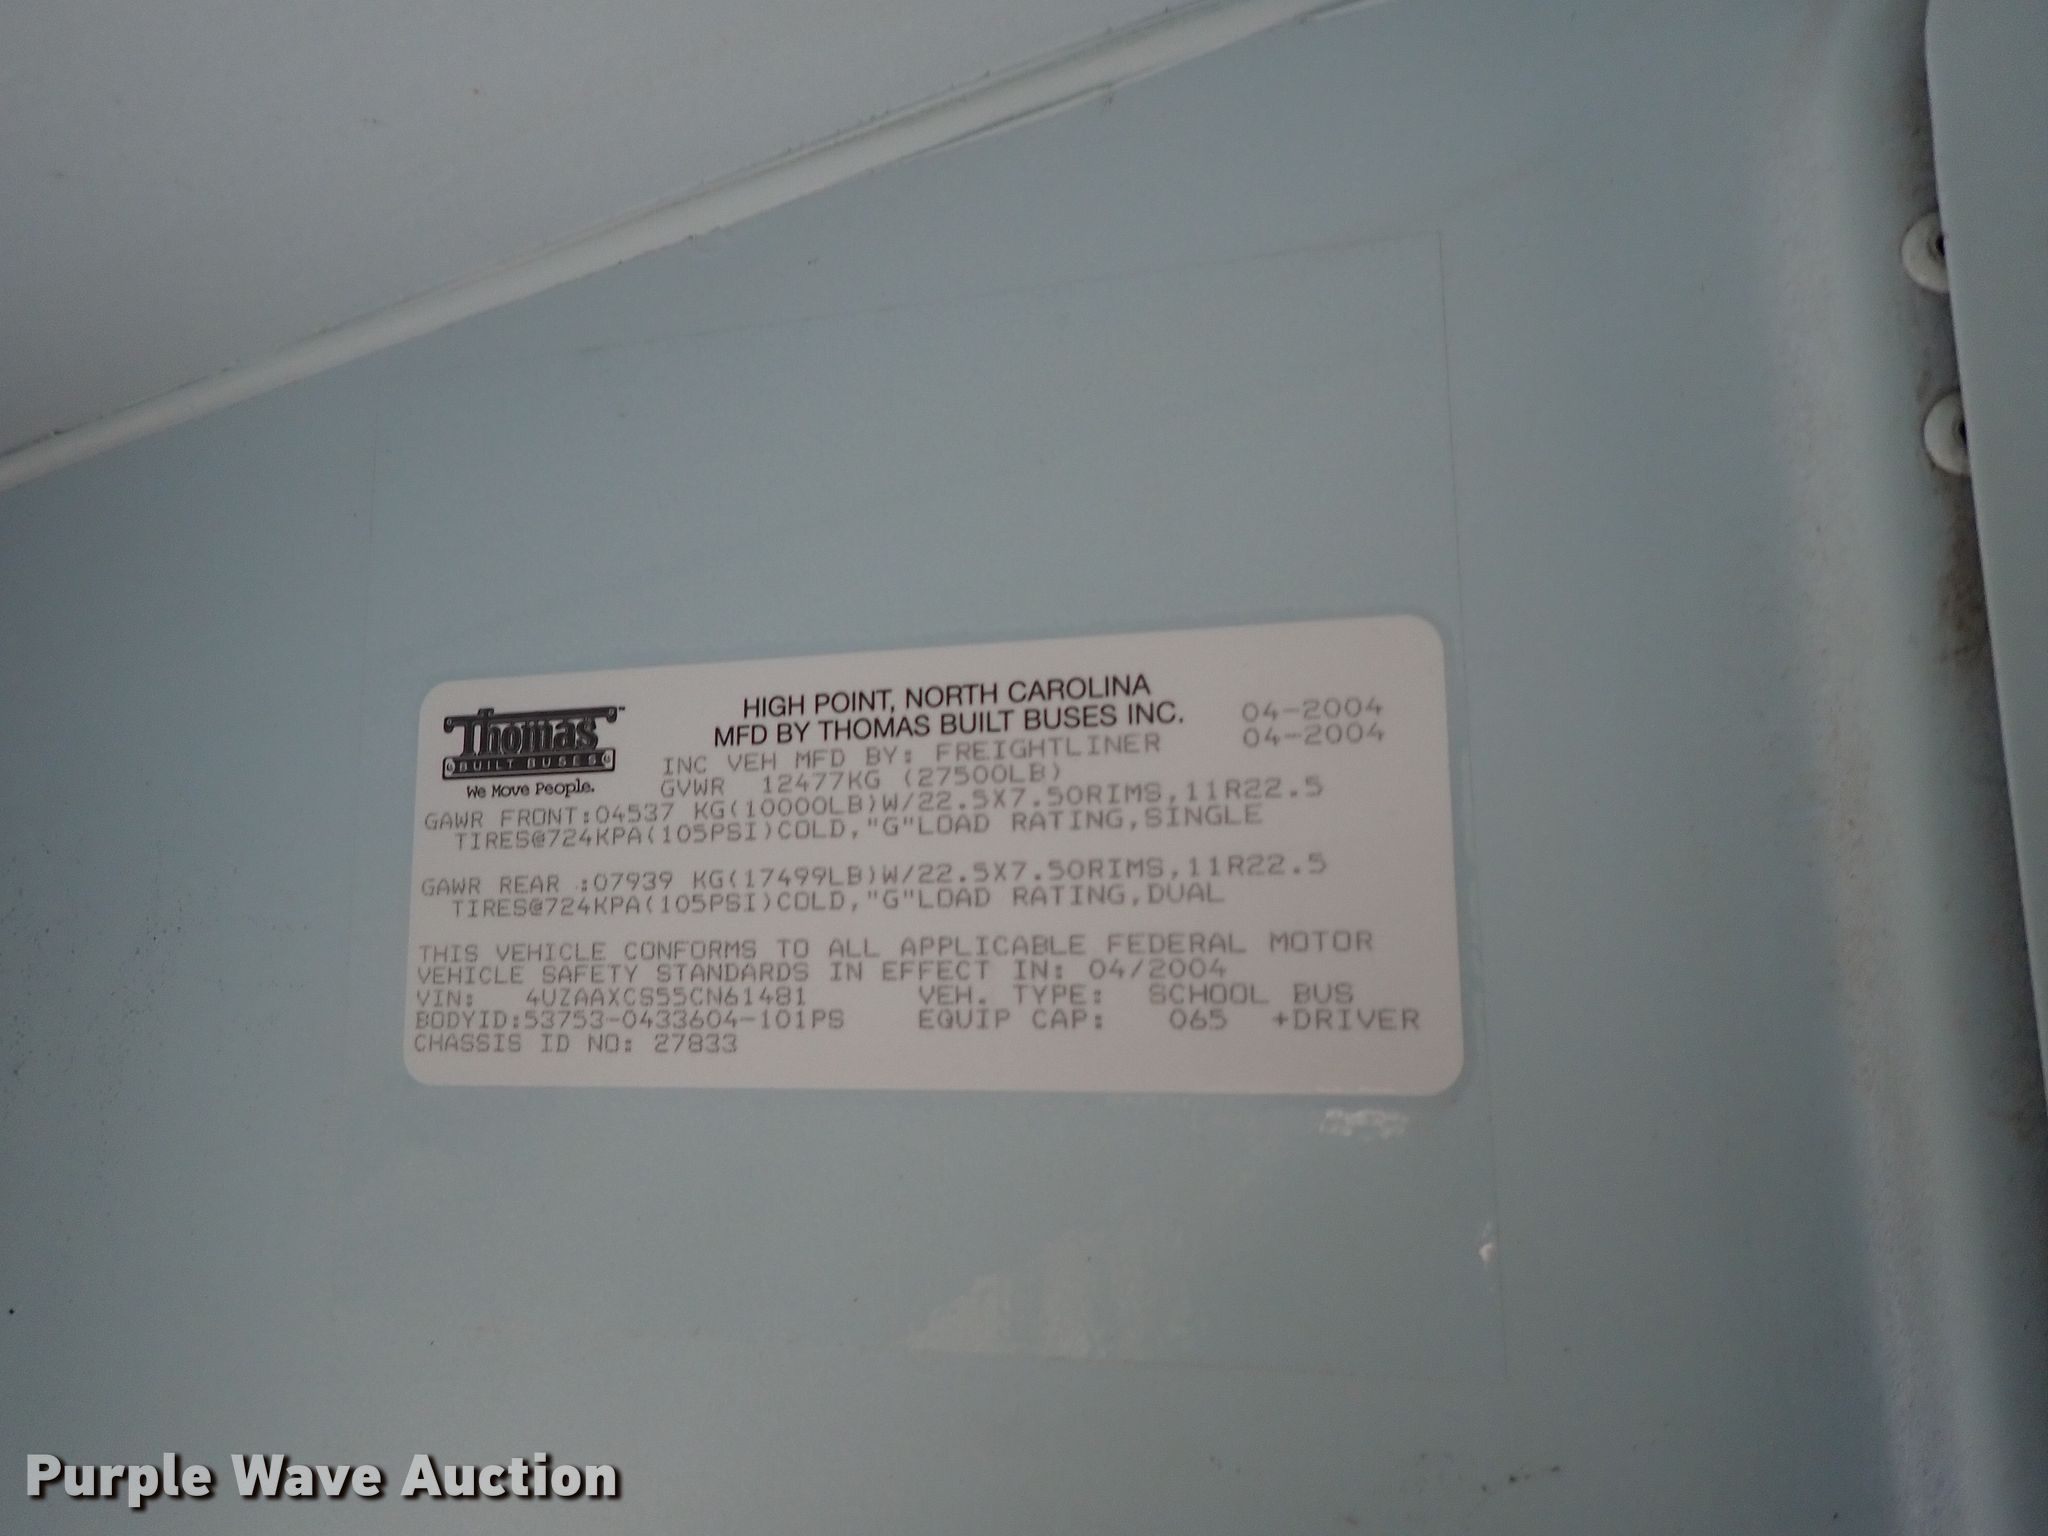 Thomas™
BUILT BUSES
We Move People.
HIGH POINT, NORTH CAROLINA
MFD BY THOMAS BUILT BUSES INC. 04-2004
INC VEH MFD BY: FREIGHTLINER 04-2004
GVWR 12477KG (27500LB)
GAWR FRONT:04537 KG(10000LB)W/22.5X7.50RIMS,11R22.5
TIRES@724KPA(105PSI)COLD,"G"LOAD RATING,SINGLE
GAWR REAR :07939 KG(17499LB)W/22.5X7.50RIMS,11R22.5
TIRES@724KPA(105PSI)COLD,"G"LOAD RATING,DUAL
THIS VEHICLE CONFORMS TO ALL APPLICABLE FEDERAL MOTOR
VEHICLE SAFETY STANDARDS IN EFFECT IN: 04/2004
VIN: 4UZAAXCS55CN61481 VEH. TYPE: SCHOOL BUS
BODYID:53753-0433604-101PS EQUIP CAP: 065 +DRIVER
CHASSIS ID NO: 27833
Purple Wave Auction